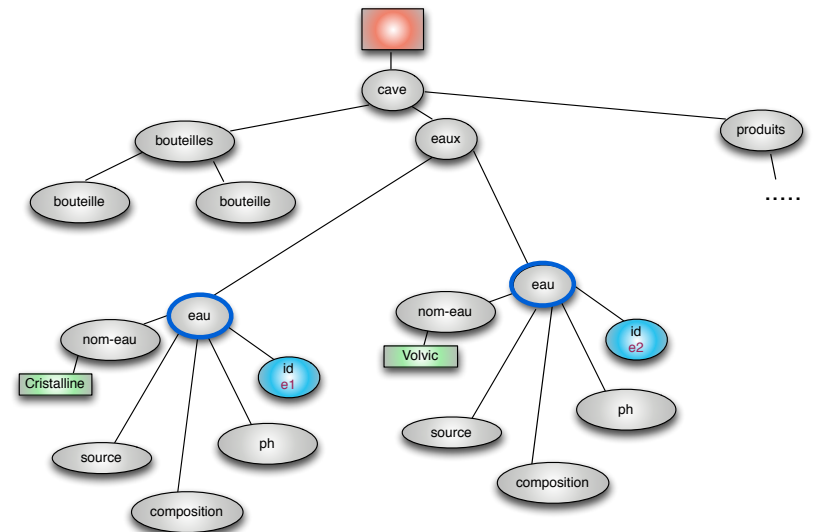 cave
bouteilles
eaux
produits
bouteille
bouteille
.....
eau
nom-eau
Cristalline
id
e1
source
ph
composition
eau
nom-eau
Volvic
id
e2
source
ph
composition